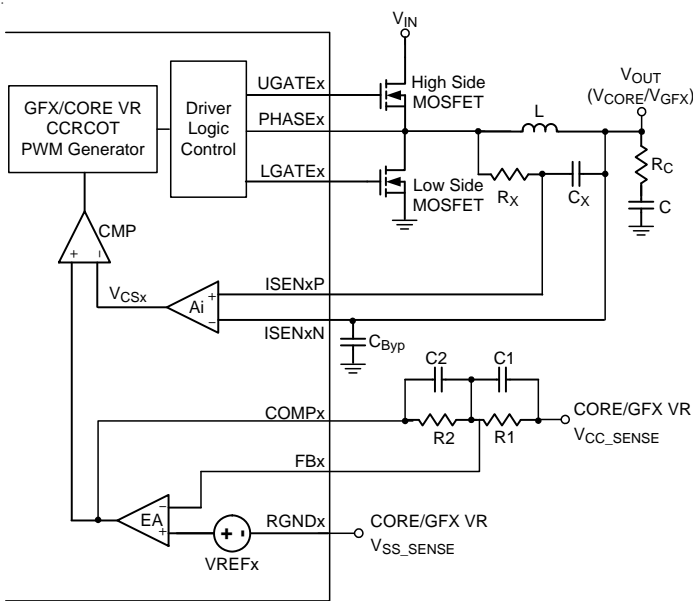 VIN
GFX/CORE VR
CCRCOT
PWM Generator
Driver
Logic
Control
UGATEx
PHASEx
LGATEx
High Side
MOSFET
Low Side
MOSFET
L
VOUT
(VCORE/VGFX)
RX
CX
RC
C
CMP
+
-
VCSx
Ai
+
−
ISENxP
ISENxN
CByp
C2
C1
R2
R1
COMPx
FBx
CORE/GFX VR
VCC_SENSE
EA
−
+
+
-
VREFx
RGNDx
CORE/GFX VR
VSS_SENSE